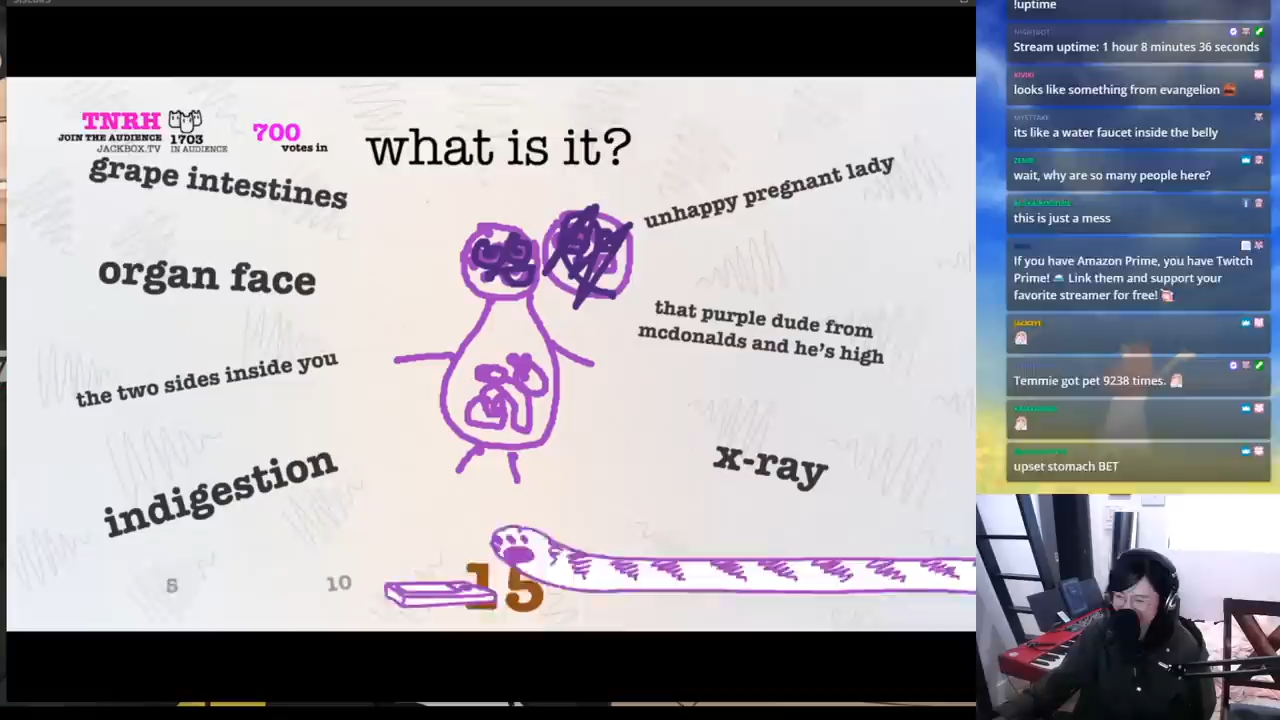 TNRH
JOIN THE AUDIENCE
JACKBOX.TV
1703
IN AUDIENCE
700
votes in
what is it?
grape intestines
organ face
the two sides inside you
indigestion
unhappy pregnant lady
that purple dude from
mcdonalds and he's high
x-ray
5
10
15
!uptime
NIGHTBOT
Stream uptime: 1 hour 8 minutes 36 seconds
looks like something from evangelion
MYSTTAKE
its like a water faucet inside the belly
wait, why are so many people here?
this is just a mess
If you have Amazon Prime, you have Twitch
Prime! Link them and support your
favorite streamer for free!
Temmie got pet 9238 times.
upset stomach BET